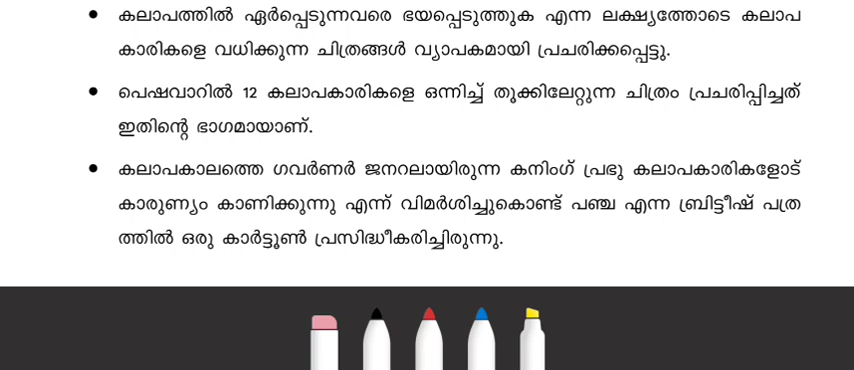 • കലാപത്തിൽ ഏർപ്പെടുന്നവരെ ഭയപ്പെടുത്തുക എന്ന ലക്ഷ്യത്തോടെ കലാപ
കാരികളെ വധിക്കുന്ന ചിത്രങ്ങൾ വ്യാപകമായി പ്രചരിക്കപ്പെട്ടു.
• പെഷവാറിൽ 12 കലാപകാരികളെ ഒന്നിച്ച് തൂക്കിലേറ്റുന്ന ചിത്രം പ്രചരിപ്പിച്ചത്
ഇതിന്റെ ഭാഗമായാണ്.
• കലാപകാലത്തെ ഗവർണർ ജനറലായിരുന്ന കനിംഗ് പ്രഭു കലാപകാരികളോട്
കാരുണ്യം കാണിക്കുന്നു എന്ന് വിമർശിച്ചുകൊണ്ട് പഞ്ച എന്ന ബ്രിട്ടീഷ് പത്ര
ത്തിൽ ഒരു കാർട്ടൂൺ പ്രസിദ്ധീകരിച്ചിരുന്നു.